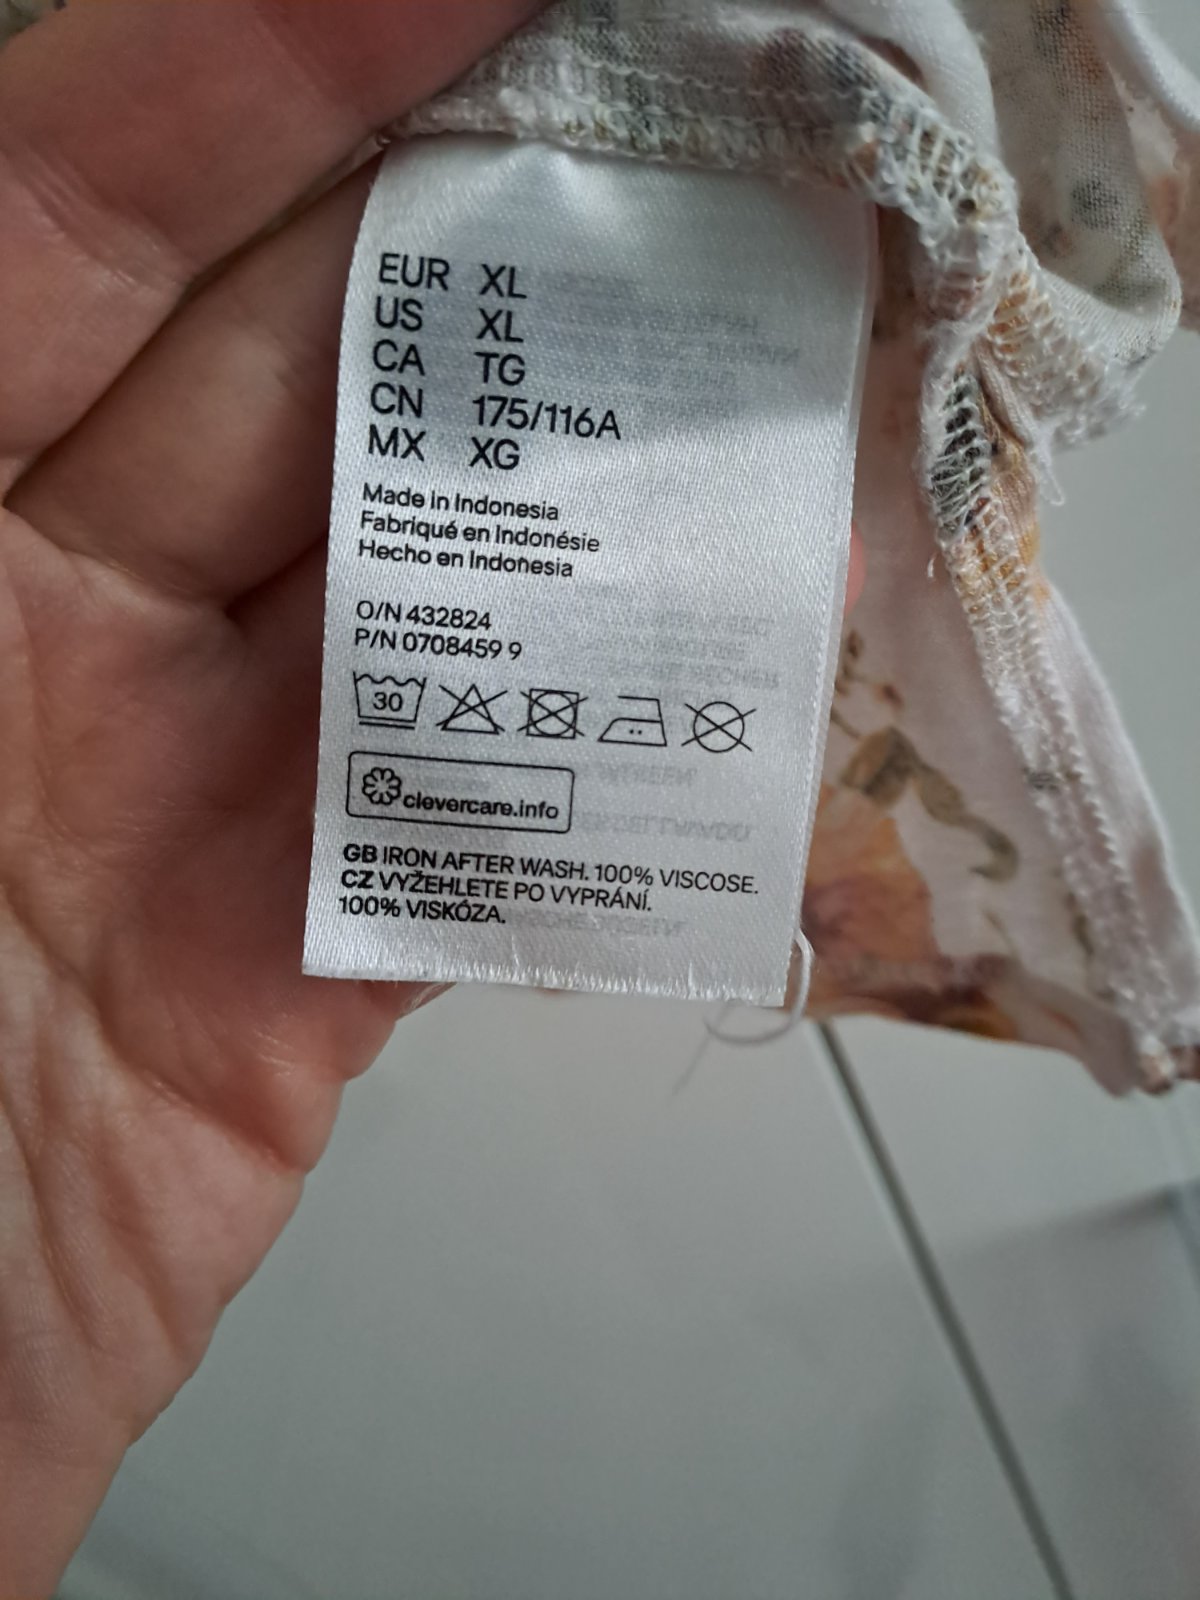 EUR XL
US XL
CA TG
CN 175/116A
MX XG
Made in Indonesia
Fabriqué en Indonésie
Hecho en Indonesia
O/N 432824
P/N 0708459 9
30
clevercare.info
GB IRON AFTER WASH. 100% VISCOSE.
CZ VYŽEHLETE PO VYPRÁNÍ.
100% VISKÓZA.